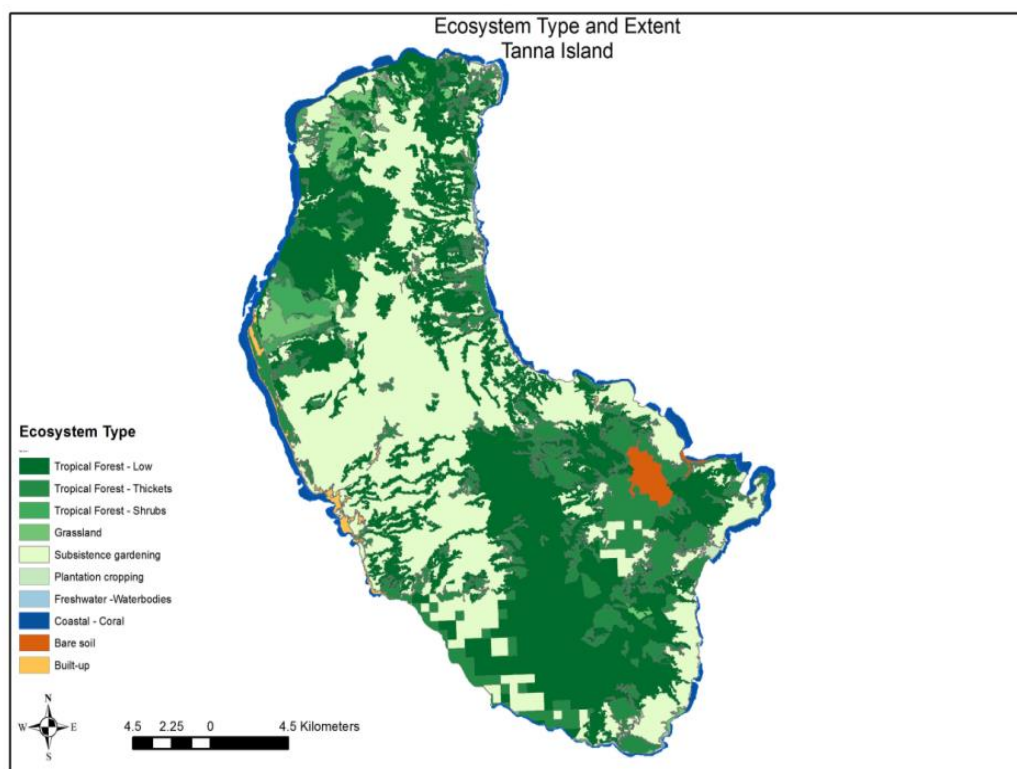 Ecosystem Type and Extent
Tanna Island
Ecosystem Type
Tropical Forest - Low
Tropical Forest - Thickets
Tropical Forest - Shrubs
Grassland
Subsistence gardening
Plantation cropping
Freshwater -Waterbodies
Coastal - Coral
Bare soil
Built-up
N
W E
S
4.5 2.25 0 4.5 Kilometers